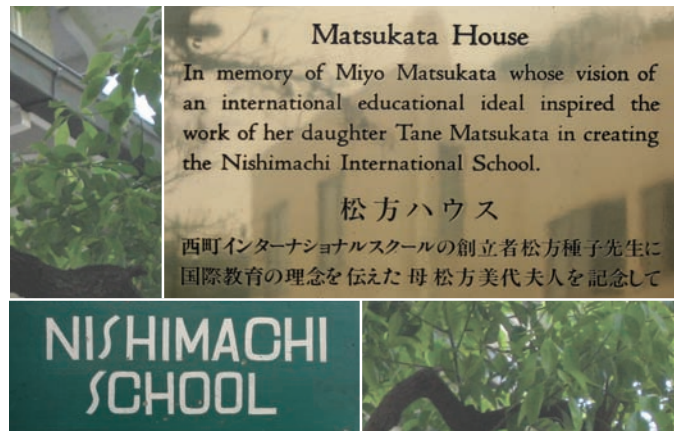 Matsukata House
In memory of Miyo Matsukata whose vision of
an international educational ideal inspired the
work of her daughter Tane Matsukata in creating
the Nishimachi International School.
松方ハウス
西町インターナショナルスクールの創立者松方種子先生に
国際教育の理念を伝えた母松方美代夫人を記念して
NISHIMACHI
SCHOOL